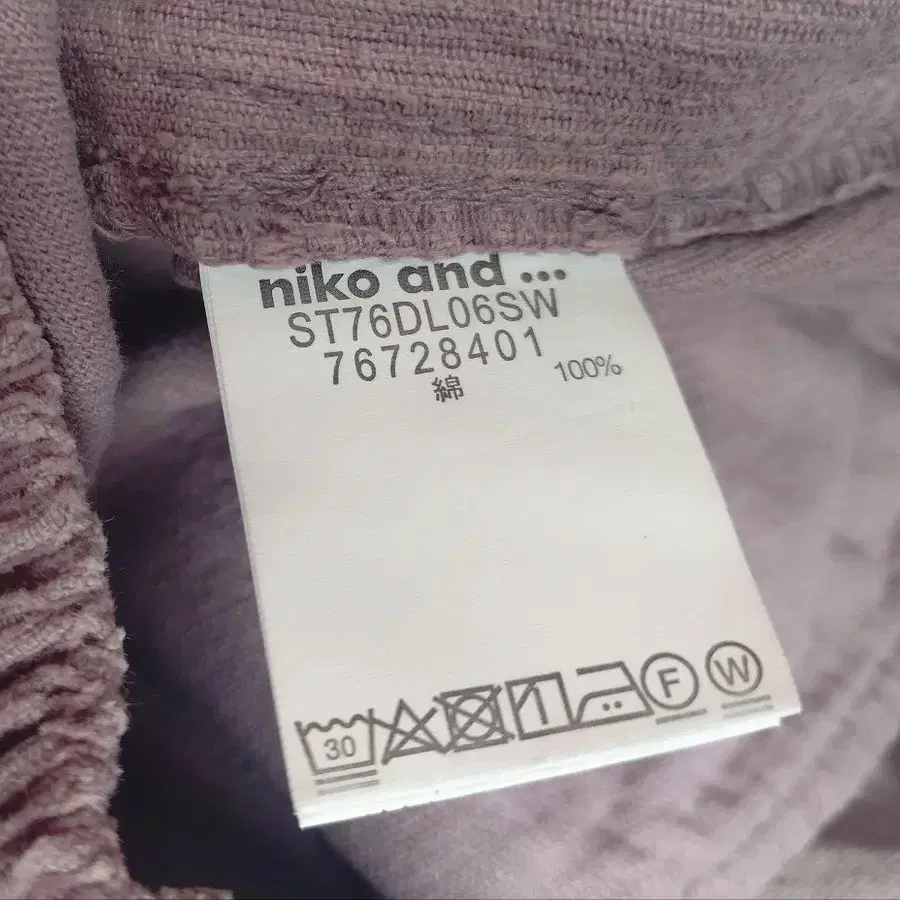 niko and ...
ST76DL06SW
76728401
綿 100%
30 F W